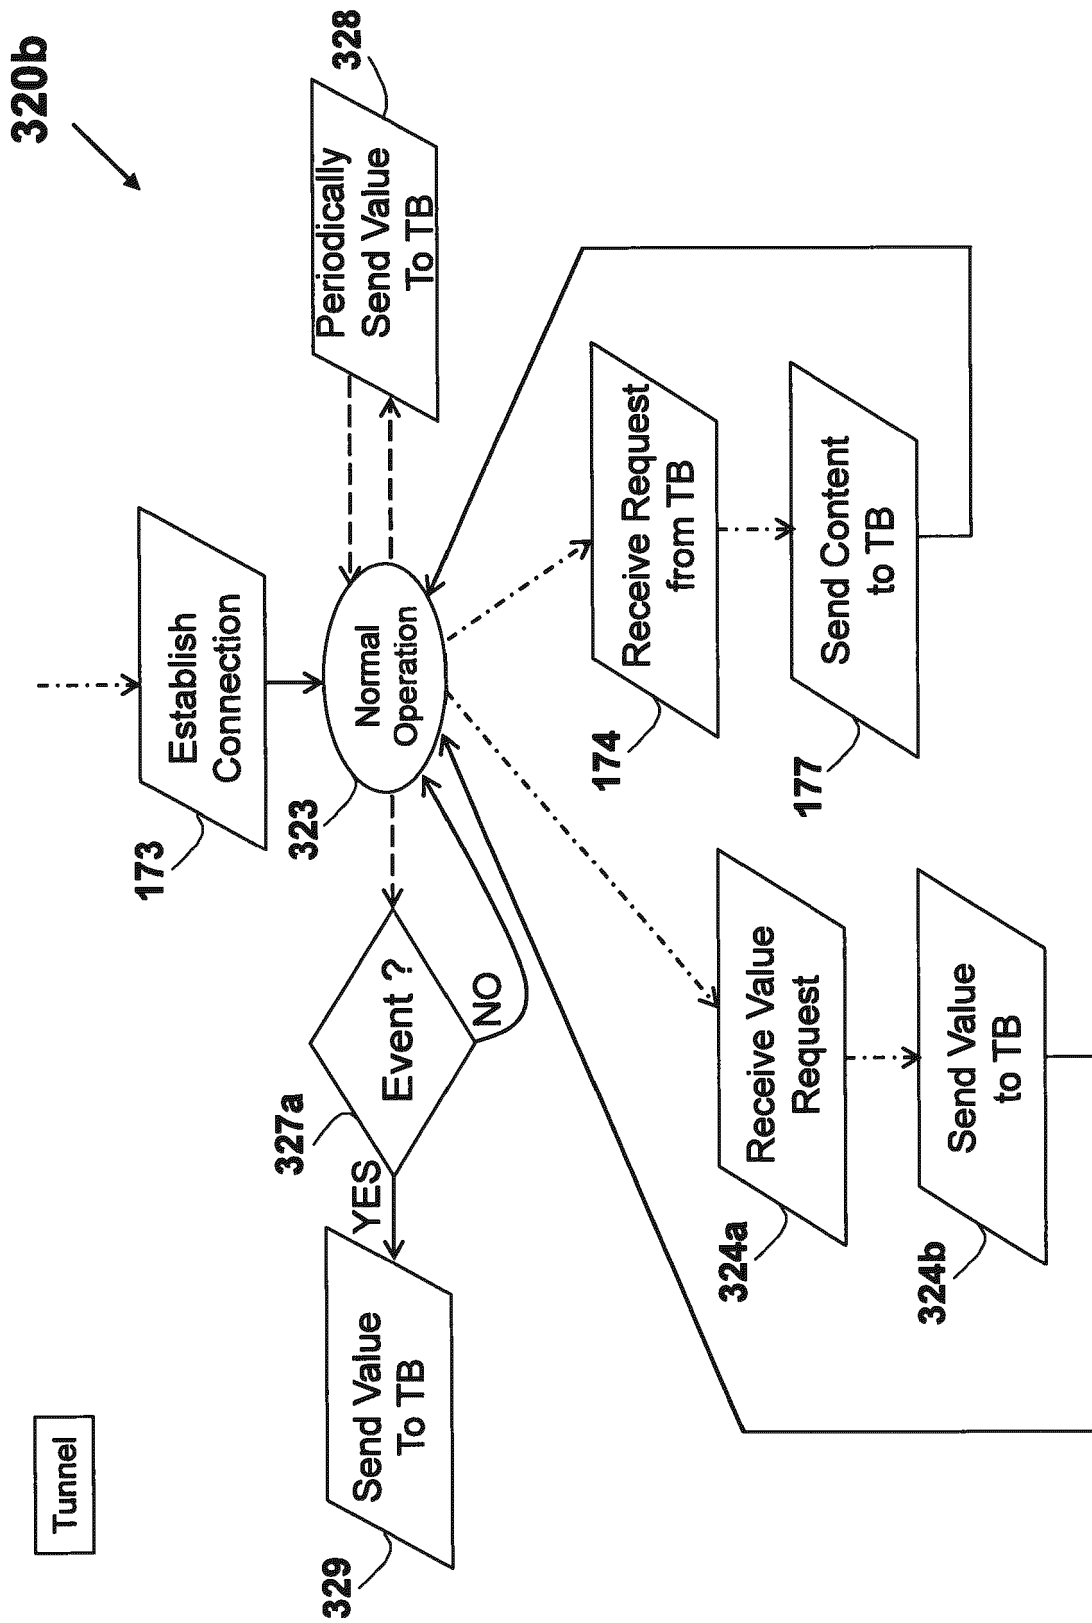 Tunnel
320b
Establish
Connection
173
Normal
Operation
323
Periodically
Send Value
To TB
328
Event ?
327a
YES
NO
Send Value
To TB
329
Receive Request
from TB
174
Send Content
to TB
177
Receive Value
Request
324a
Send Value
to TB
324b